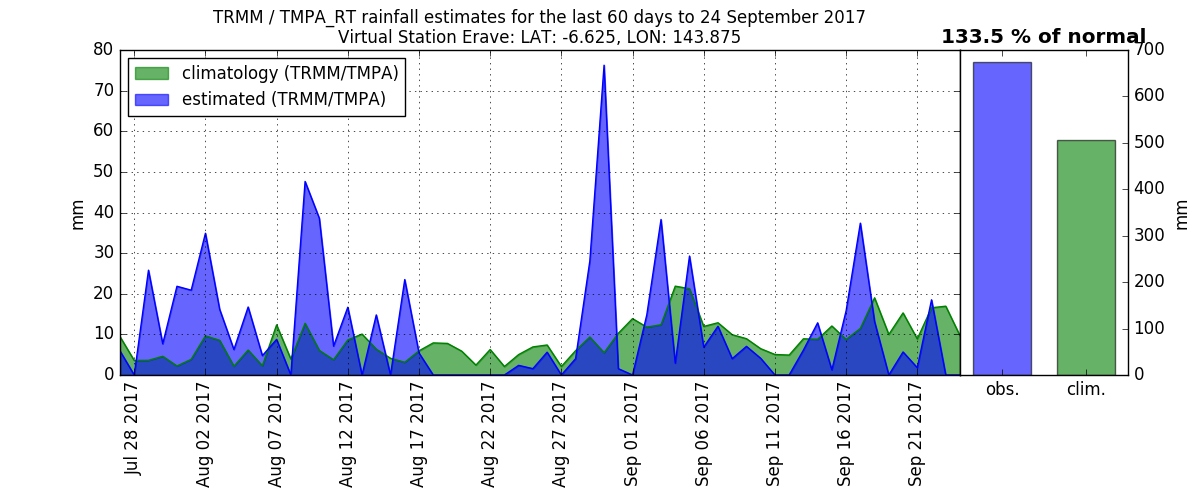 TRMM / TMPA_RT rainfall estimates for the last 60 days to 24 September 2017
Virtual Station Erave: LAT: -6.625, LON: 143.875
133.5 % of normal
climatology (TRMM/TMPA)
estimated (TRMM/TMPA)
mm
80
70
60
50
40
30
20
10
0
Jul 28 2017
Aug 02 2017
Aug 07 2017
Aug 12 2017
Aug 17 2017
Aug 22 2017
Aug 27 2017
Sep 01 2017
Sep 06 2017
Sep 11 2017
Sep 16 2017
Sep 21 2017
obs.
clim.
700
600
500
400
300
200
100
0
mm